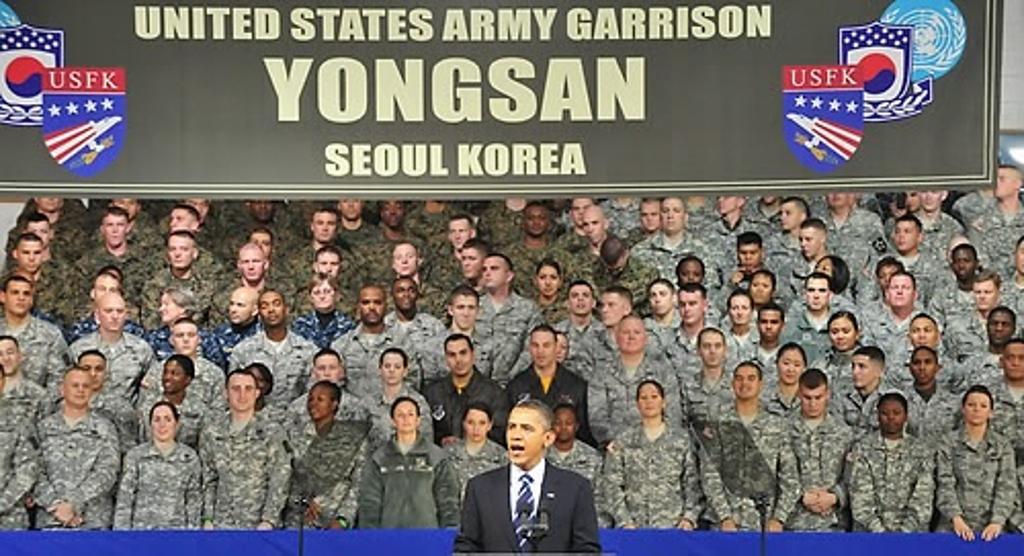 UNITED STATES ARMY GARRISON
YONGSAN
SEOUL KOREA
USFK
USFK